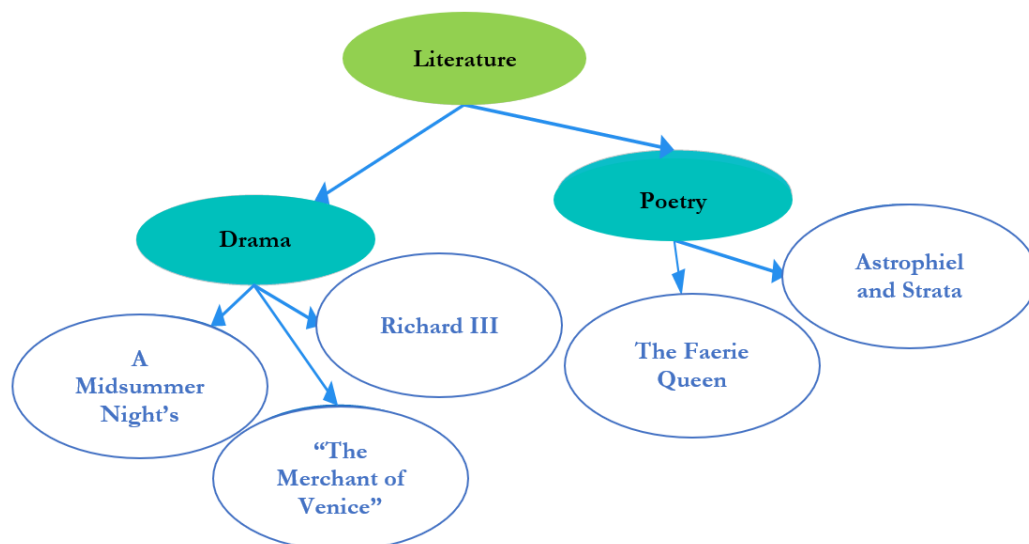 Literature
Poetry
Drama
Astrophiel
and Strata
Richard III
The Faerie
Queen
A
Midsummer
Night's
“The
Merchant of
Venice”